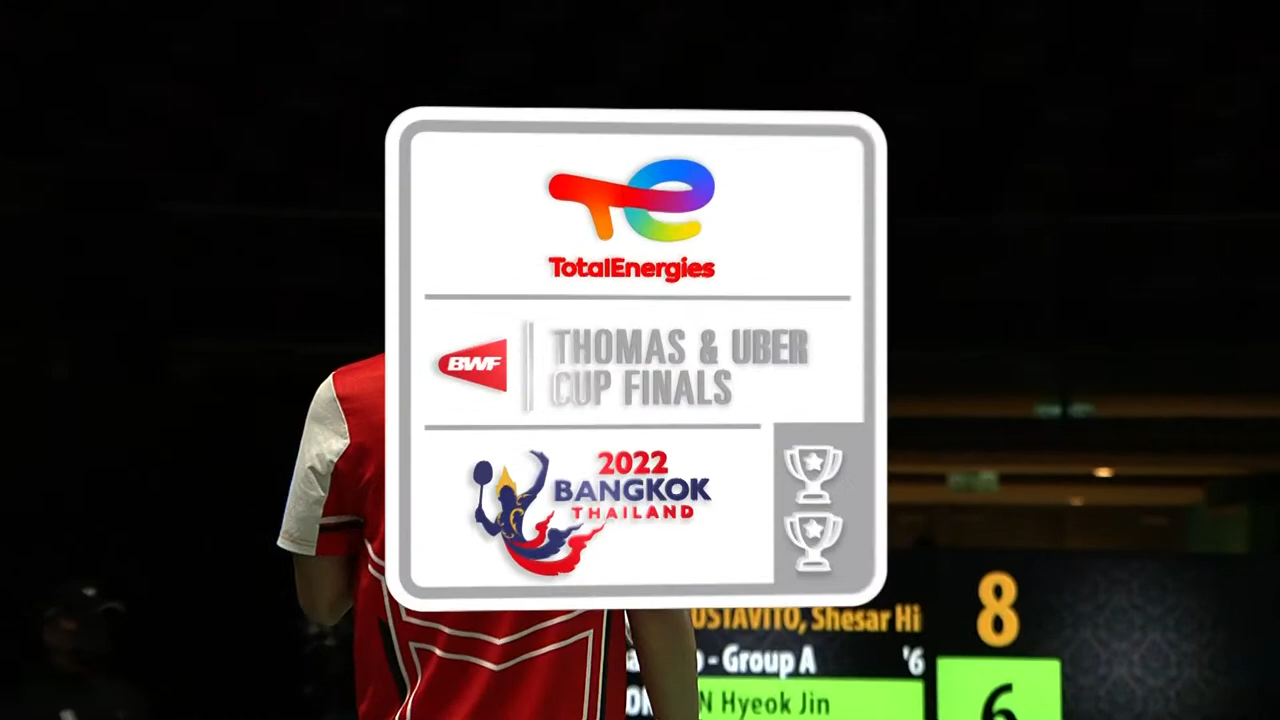 TotalEnergies
BWF
THOMAS & UBER
CUP FINALS
2022
BANGKOK
THAILAND
USTAVITO, Shesar Hi
8
- Group A
'6
N Hyeok Jin
6